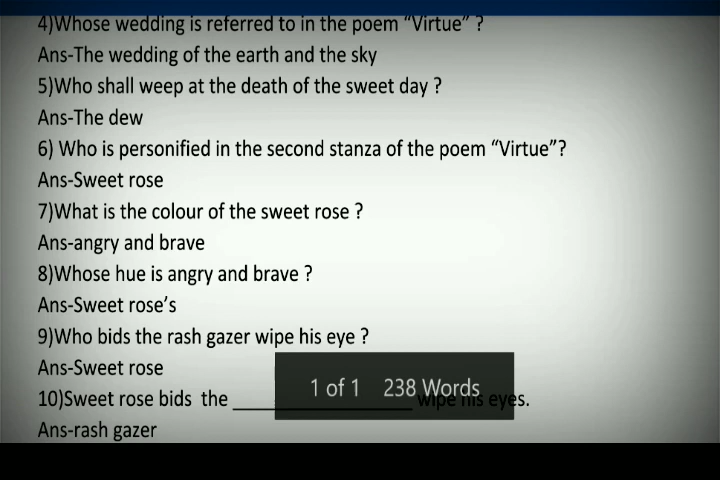 4)Whose wedding is referred to in the poem “Virtue” ?
Ans-The wedding of the earth and the sky
5)Who shall weep at the death of the sweet day ?
Ans-The dew
6) Who is personified in the second stanza of the poem “Virtue”?
Ans-Sweet rose
7)What is the colour of the sweet rose ?
Ans-angry and brave
8)Whose hue is angry and brave ?
Ans-Sweet rose’s
9)Who bids the rash gazer wipe his eye ?
Ans-Sweet rose
1 of 1 238 Words
10)Sweet rose bids the ________________ wipe his eyes.
Ans-rash gazer